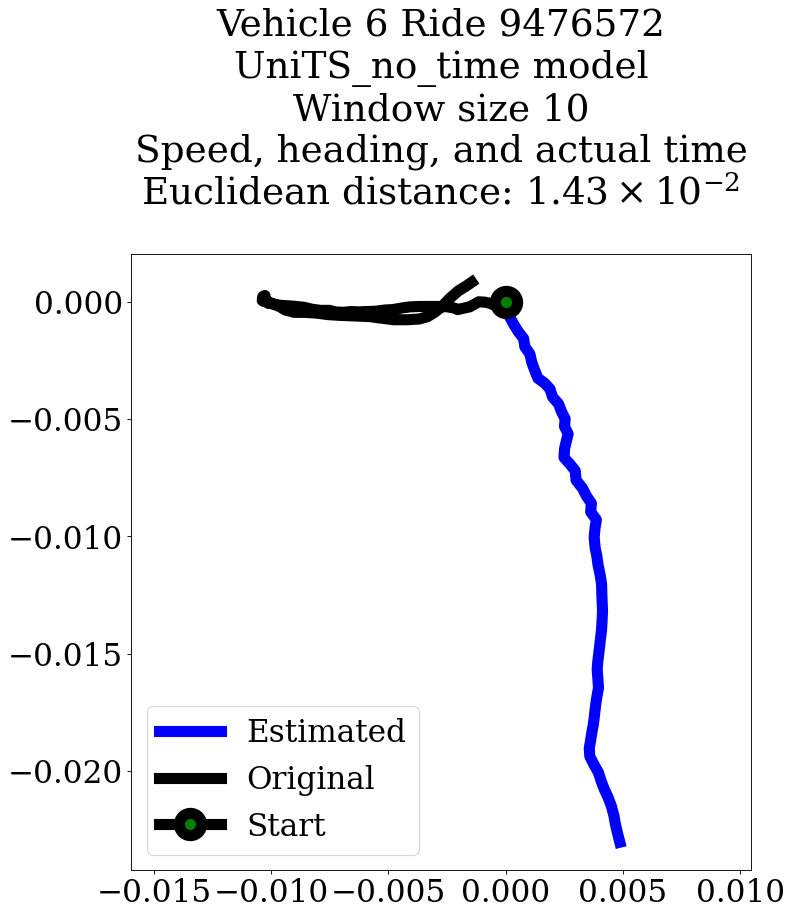 Vehicle 6 Ride 9476572
UniTS_no_time model
Window size 10
Speed, heading, and actual time
Euclidean distance: 1.43 × 10⁻²
0.000
−0.005
−0.010
−0.015
−0.020
Estimated
Original
Start
−0.015 −0.010 −0.005 0.000 0.005 0.010